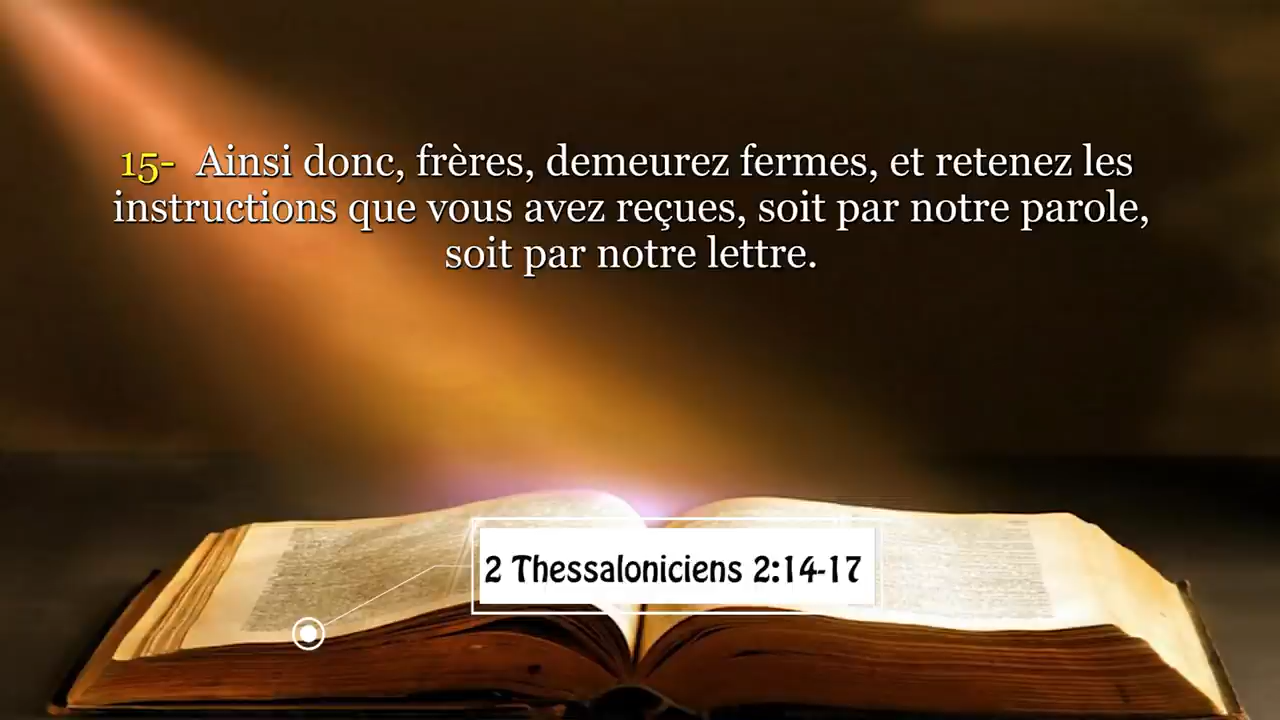 15- Ainsi donc, frères, demeurez fermes, et retenez les
instructions que vous avez reçues, soit par notre parole,
soit par notre lettre.
2 Thessaloniciens 2:14-17